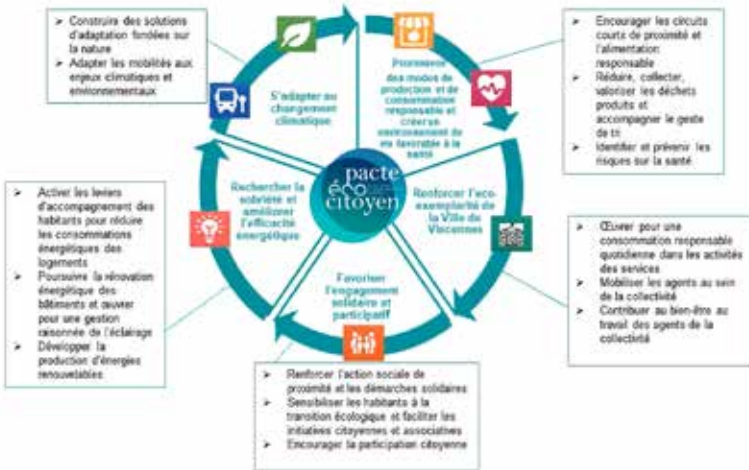 ➢ Construire des solutions
d'adaptation fondées sur
la nature
➢ Adapter les mobilités aux
enjeux climatiques et
environnementaux
➢ Encourager les circuits
courts de proximité et
l'alimentation
responsable
➢ Réduire, collecter,
valoriser les déchets
produits et
accompagner le geste
de tri
➢ Identifier et prévenir les
risques sur la santé
S'adapter au
changement
climatique
Promouvoir
des modes de
production et de
consommation
responsable et
créer un
environnement de
vie favorable à la
santé
pacte
éco
citoyen
Rechercher la
sobriété et
améliorer
l'efficacité
énergétique
Renforcer l'éco-
exemplarité de
la Ville de
Vincennes
Favoriser
l'engagement
solidaire et
participatif
➢ Activer les leviers
d'accompagnement des
habitants pour réduire
les consommations
énergétiques des
logements
➢ Poursuivre la rénovation
énergétique des
bâtiments et œuvrer
pour une gestion
raisonnée de l'éclairage
➢ Développer la
production d'énergies
renouvelables
➢ Œuvrer pour une
consommation responsable
quotidienne dans les activités
des services
➢ Mobiliser les agents au sein
de la collectivité
➢ Contribuer au bien-être au
travail des agents de la
collectivité
➢ Renforcer l'action sociale de
proximité et les démarches solidaires
➢ Sensibiliser les habitants à la
transition écologique et faciliter les
initiatives citoyennes et associatives
➢ Encourager la participation citoyenne